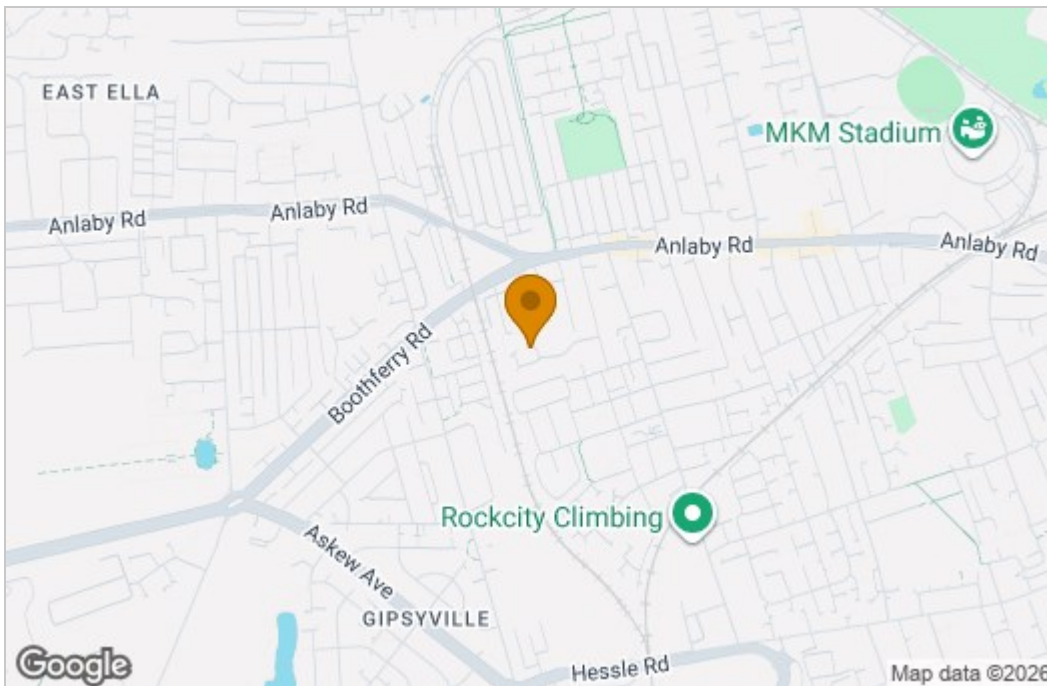 EAST ELLA
MKM Stadium
Anlaby Rd
Anlaby Rd
Anlaby Rd
Anlaby Rd
Boothferry Rd
Rockcity Climbing
Askew Ave
GIPSYVILLE
Hessle Rd
Google
Map data ©2026